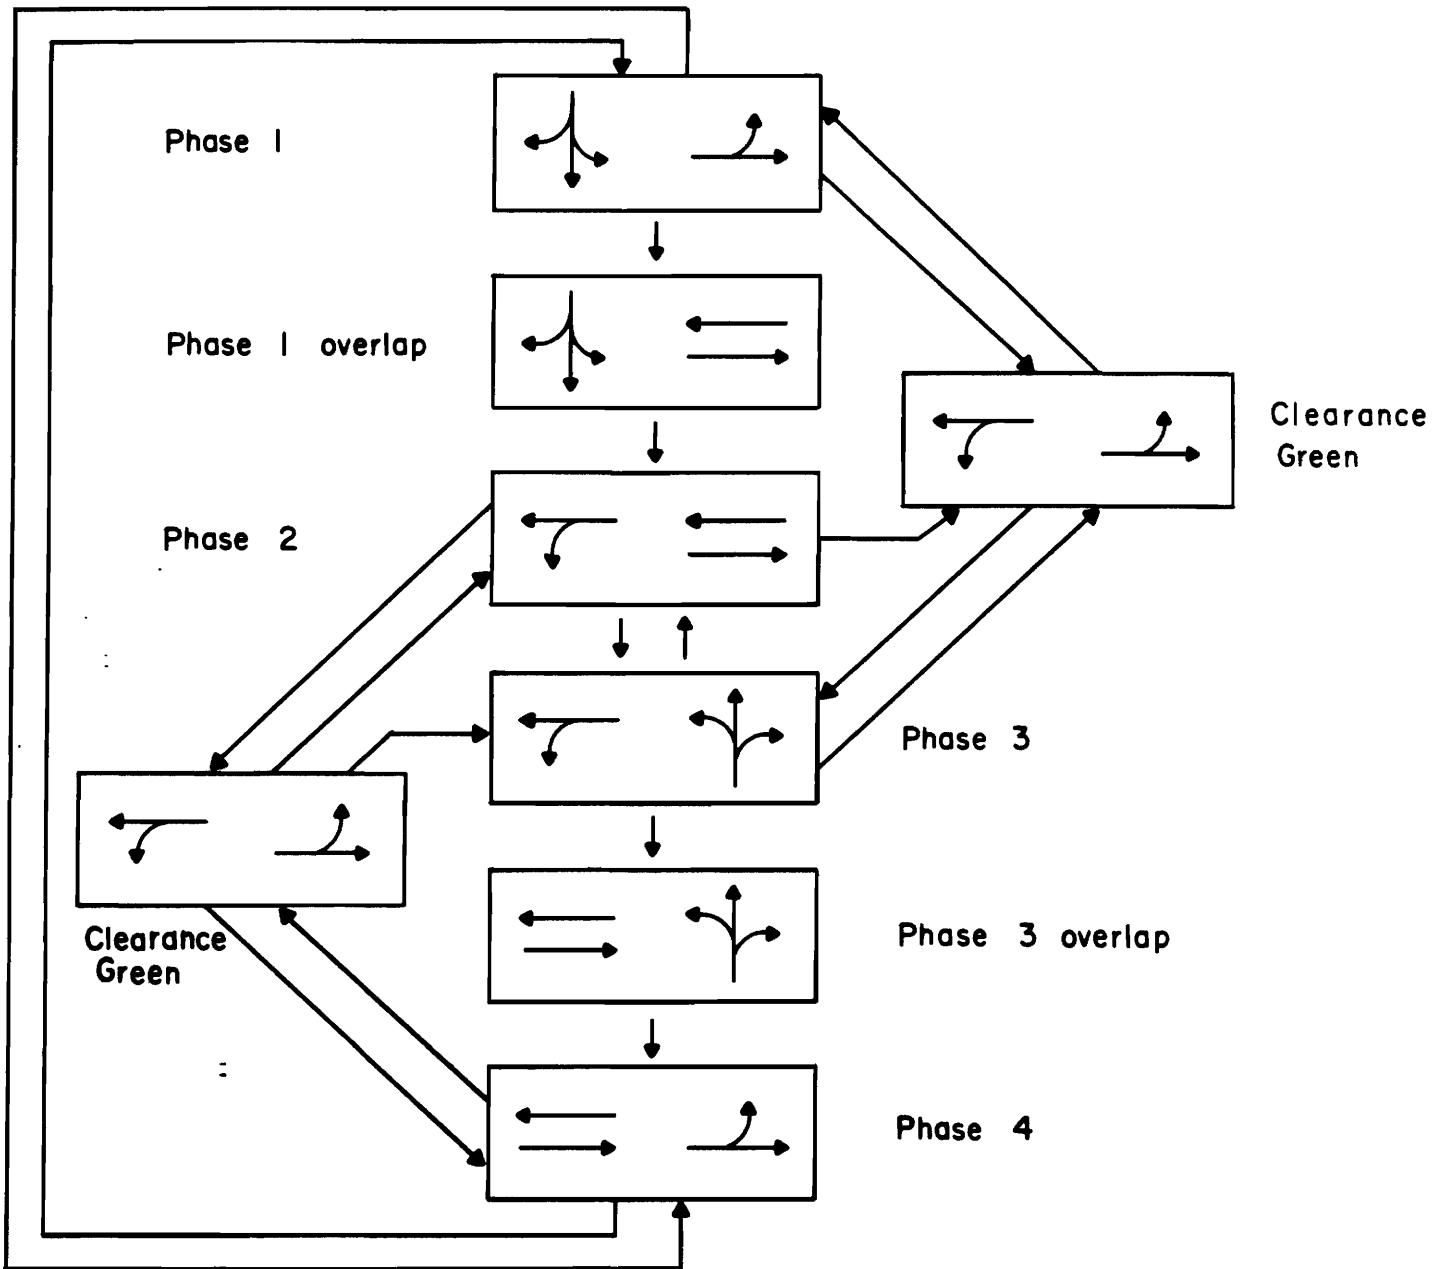 Phase 1
Phase 1 overlap
Clearance
Green
Phase 2
Phase 3
Clearance
Green
Phase 3 overlap
Phase 4